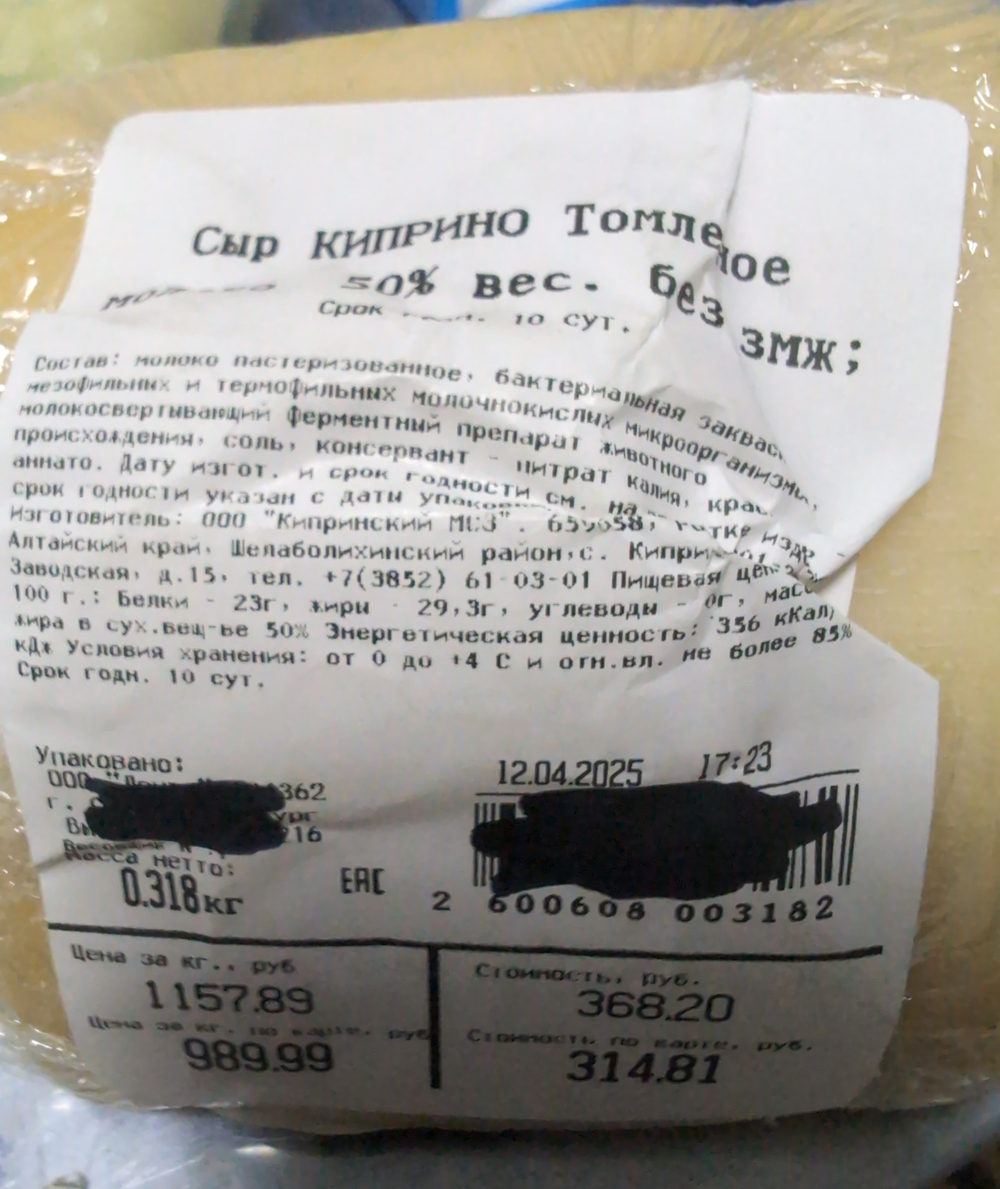 Сыр КИПРИНО Томленое
50% вес. без змж;
Срок 10 сут.
Состав: молоко пастеризованное, бактериальная
мезофильных и термофильных молочнокислых
молокосвертывающий ферментный препарат животного
происхождения, соль, консервант - нитрат калия,
аннато. Дату изгот. и срок годности см. на
срок годности указан с даты
Изготовитель: ООО "Кипринский МСЗ".
Алтайский край, Шелаболихинский район, с.
Заводская, д.15, тел. +7(3852) 61-03-01 Пищевая
100 г.: Белки - 23г, жиры - 29,3г, углеводы - 0г,
жира в сух.вещ-ве 50% Энергетическая ценность: 356 кКал,
кДж Условия хранения: от 0 до +4 С и отн.вл. не более 85%
Срок годн. 10 сут.
Упаковано:
ООО 362
г.
216
Масса нетто:
0.318кг
ЕАС
12.04.2025 17:23
2 600608 003182
Цена за кг., руб
1157.89
Цена за кг. по карте, руб
989.99
Стоимость, руб.
368.20
Стоимость по карте, руб.
314.81